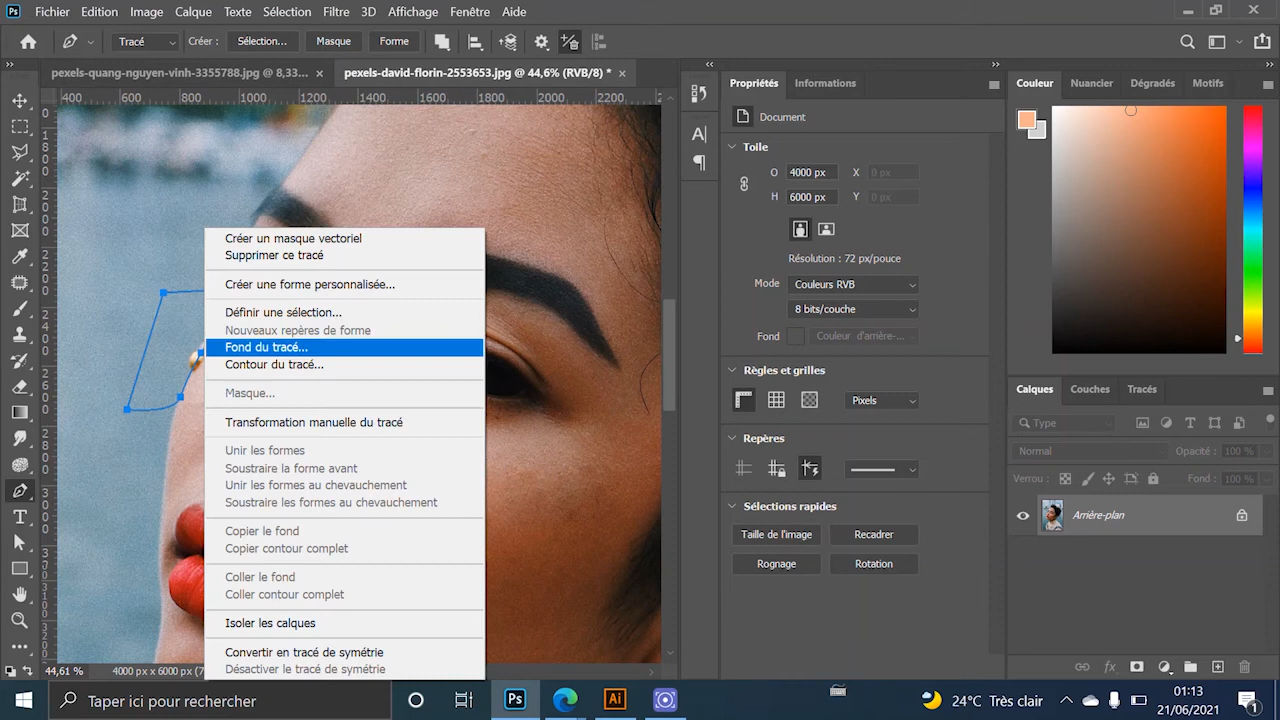 Ps Fichier Edition Image Calque Texte Sélection Filtre 3D Affichage Fenêtre Aide
Tracé Créer : Sélection... Masque Forme
pexels-quang-nguyen-vinh-3355788.jpg @ 8,33... × pexels-david-florin-2553653.jpg @ 44,6% (RVB/8) * ×
400 600 800 1000 1200 1400 1600 1800 2000 2200
Créer un masque vectoriel
Supprimer ce tracé
Créer une forme personnalisée...
Définir une sélection...
Nouveaux repères de forme
Fond du tracé...
Contour du tracé...
Masque...
Transformation manuelle du tracé
Unir les formes
Soustraire la forme avant
Unir les formes au chevauchement
Soustraire les formes au chevauchement
Copier le fond
Copier contour complet
Coller le fond
Coller contour complet
Isoler les calques
Convertir en tracé de symétrie
Désactiver le tracé de symétrie
44,61 % 4000 px x 6000 px (7
Propriétés Informations
Document
Toile
O 4000 px X 0 px
H 6000 px Y 0 px
Résolution : 72 px/pouce
Mode Couleurs RVB
8 bits/couche
Fond Couleur d'arrière-...
Règles et grilles
Pixels
Repères
Sélections rapides
Taille de l'image Recadrer
Rognage Rotation
Couleur Nuancier Dégradés Motifs
Calques Couches Tracés
Type
Normal Opacité : 100 %
Verrou : Fond : 100 %
Arrière-plan
Taper ici pour rechercher
Ps Ai
24°C Très clair
01:13
21/06/2021
1